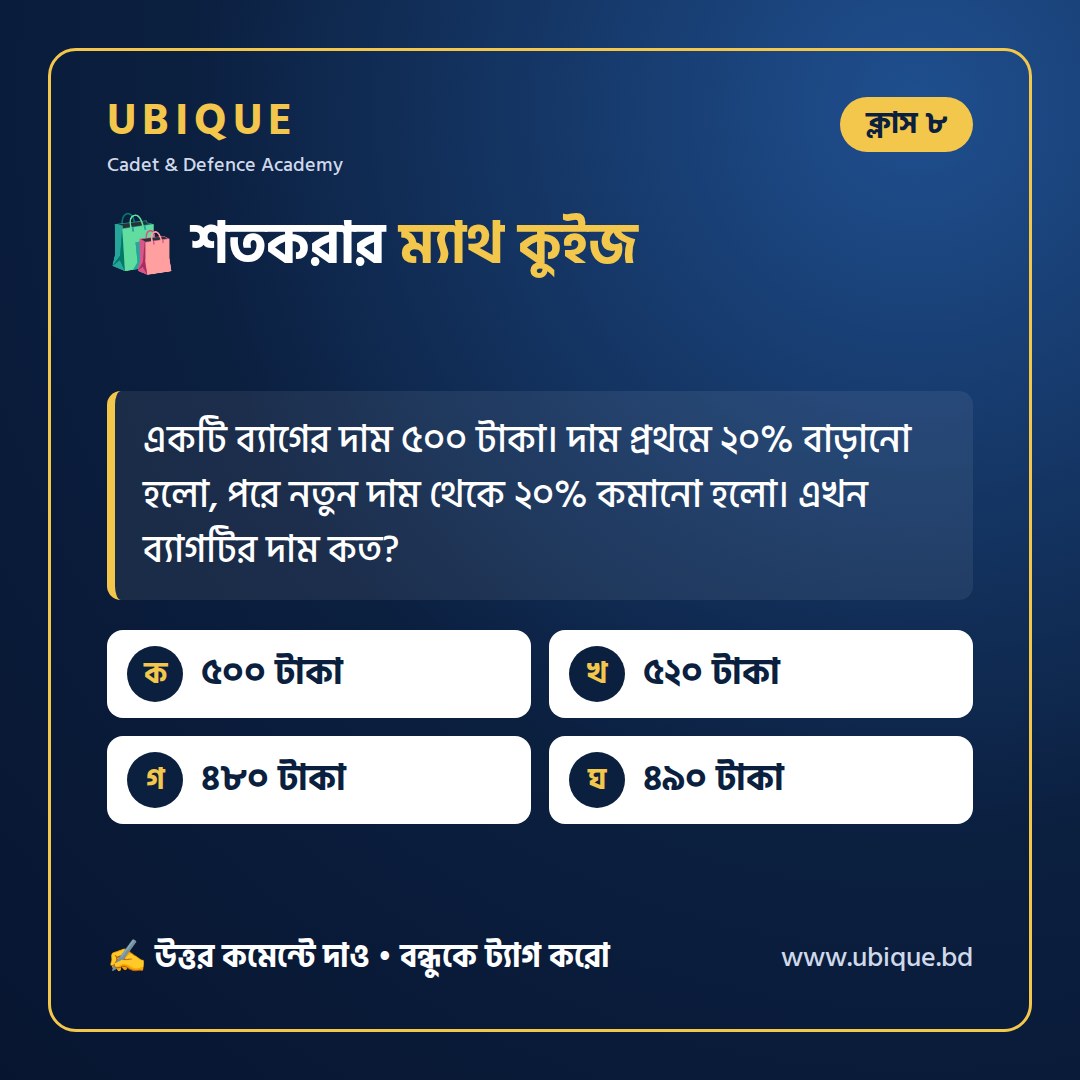 UBIQUE
Cadet & Defence Academy
ক্লাস ৮
শতকরার ম্যাথ কুইজ
একটি ব্যাগের দাম ৫০০ টাকা। দাম প্রথমে ২০% বাড়ানো
হলো, পরে নতুন দাম থেকে ২০% কমানো হলো। এখন
ব্যাগটির দাম কত?
ক ৫০০ টাকা
খ ৫২০ টাকা
গ ৪৮০ টাকা
ঘ ৪৯০ টাকা
✍️ উত্তর কমেন্টে দাও • বন্ধুকে ট্যাগ করো
www.ubique.bd